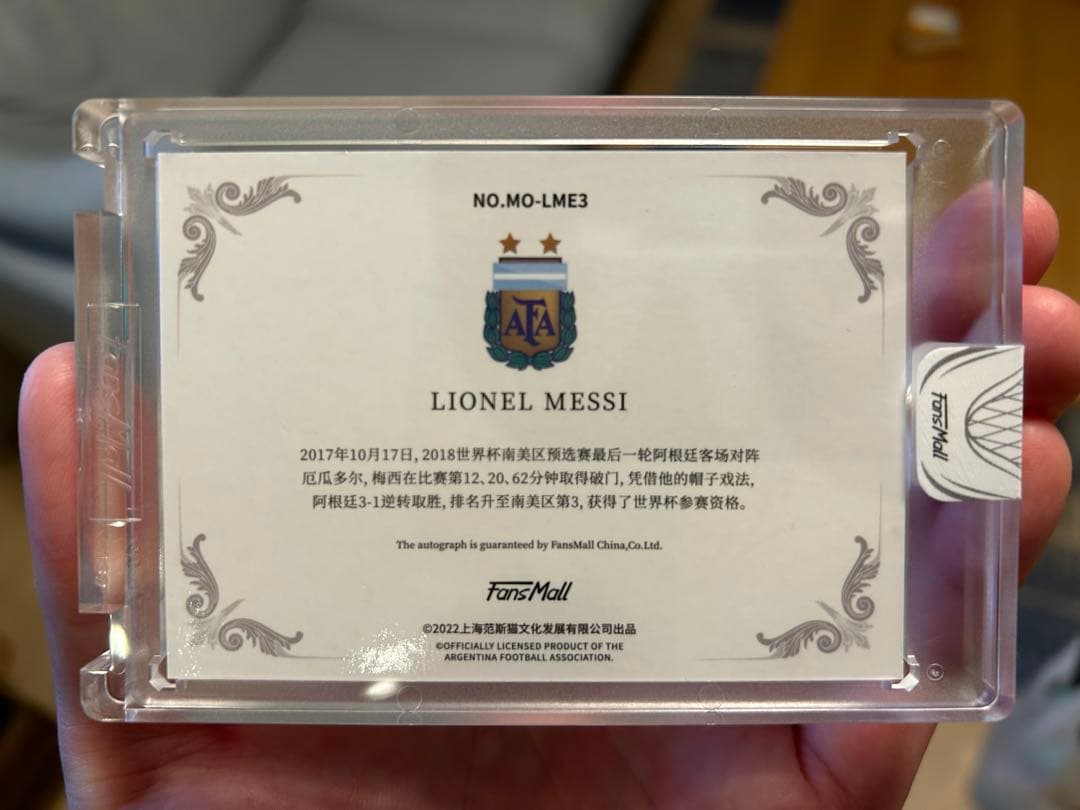 NO.MO-LME3
AFA
LIONEL MESSI
2017年10月17日, 2018世界杯南美区预选赛最后一轮阿根廷客场对阵
厄瓜多尔, 梅西在比赛第12、20、62分钟取得破门, 凭借他的帽子戏法,
阿根廷3-1逆转取胜, 排名升至南美区第3, 获得了世界杯参赛资格。
The autograph is guaranteed by FansMall China,Co.Ltd.
FansMall
©2022上海范斯猫文化发展有限公司出品
©OFFICIALLY LICENSED PRODUCT OF THE
ARGENTINA FOOTBALL ASSOCIATION.
FansMall
FansMall